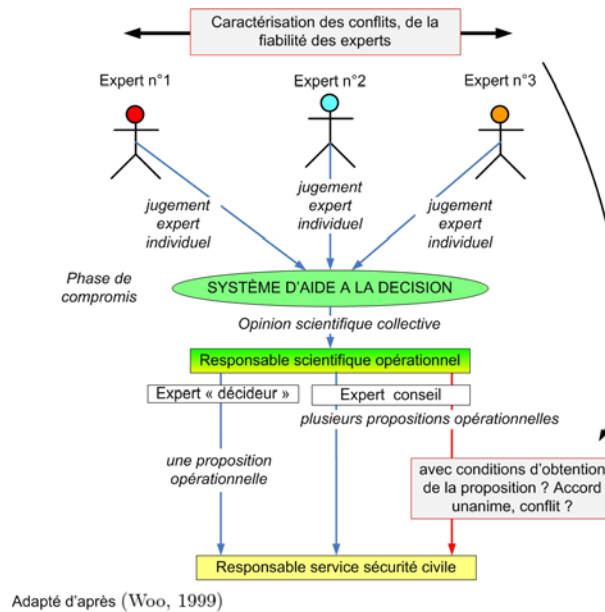 Caractérisation des conflits, de la
fiabilité des experts
Expert n°1
Expert n°2
Expert n°3
jugement
expert
individuel
jugement
expert
individuel
jugement
expert
individuel
Phase de
compromis
SYSTÈME D'AIDE A LA DECISION
Opinion scientifique collective
Responsable scientifique opérationnel
Expert « décideur »
Expert conseil
plusieurs propositions opérationnelles
une proposition
opérationnelle
avec conditions d'obtention
de la proposition ? Accord
unanime, conflit ?
Responsable service sécurité civile
Adapté d'après (Woo, 1999)